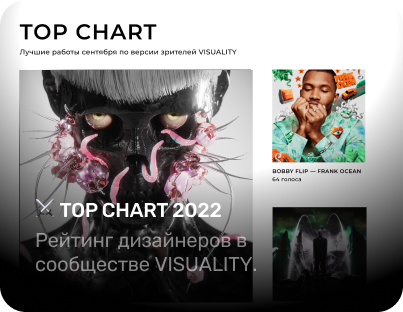 TOP CHART
Лучшие работы сентября по версии зрителей VISUALITY
BOBBY FLIP — FRANK OCEAN
64 голоса
⚔️ TOP CHART 2022
Рейтинг дизайнеров в
сообществе VISUALITY.